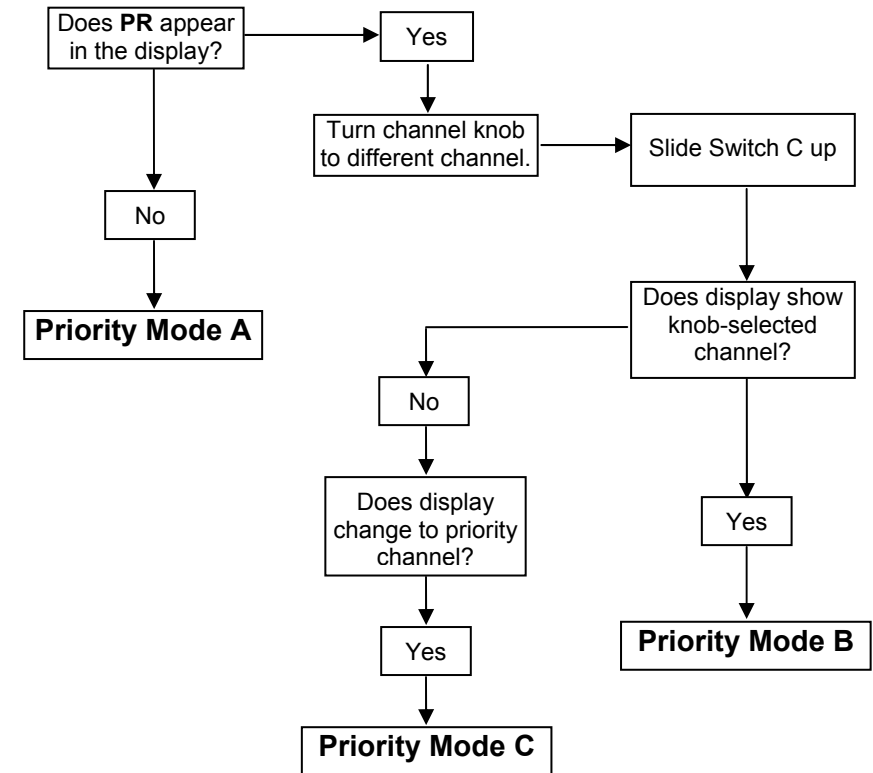 Does PR appear
in the display?
Yes
Turn channel knob
to different channel.
Slide Switch C up
No
Priority Mode A
Does display show
knob-selected
channel?
No
Does display
change to priority
channel?
Yes
Yes
Priority Mode B
Priority Mode C